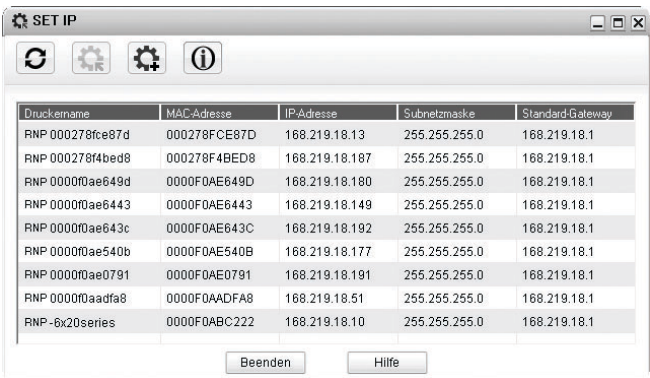 SET IP
Druckername MAC-Adresse IP-Adresse Subnetzmaske Standard-Gateway
RNP 000278fce87d 000278FCE87D 168.219.18.13 255.255.255.0 168.219.18.1
RNP 000278f4bed8 000278F4BED8 168.219.18.187 255.255.255.0 168.219.18.1
RNP 0000f0ae649d 0000F0AE649D 168.219.18.180 255.255.255.0 168.219.18.1
RNP 0000f0ae6443 0000F0AE6443 168.219.18.149 255.255.255.0 168.219.18.1
RNP 0000f0ae643c 0000F0AE643C 168.219.18.192 255.255.255.0 168.219.18.1
RNP 0000f0ae540b 0000F0AE540B 168.219.18.177 255.255.255.0 168.219.18.1
RNP 0000f0ae0791 0000F0AE0791 168.219.18.191 255.255.255.0 168.219.18.1
RNP 0000f0aadfa8 0000F0AADFA8 168.219.18.51 255.255.255.0 168.219.18.1
RNP-6x20series 0000F0ABC222 168.219.18.10 255.255.255.0 168.219.18.1
Beenden Hilfe